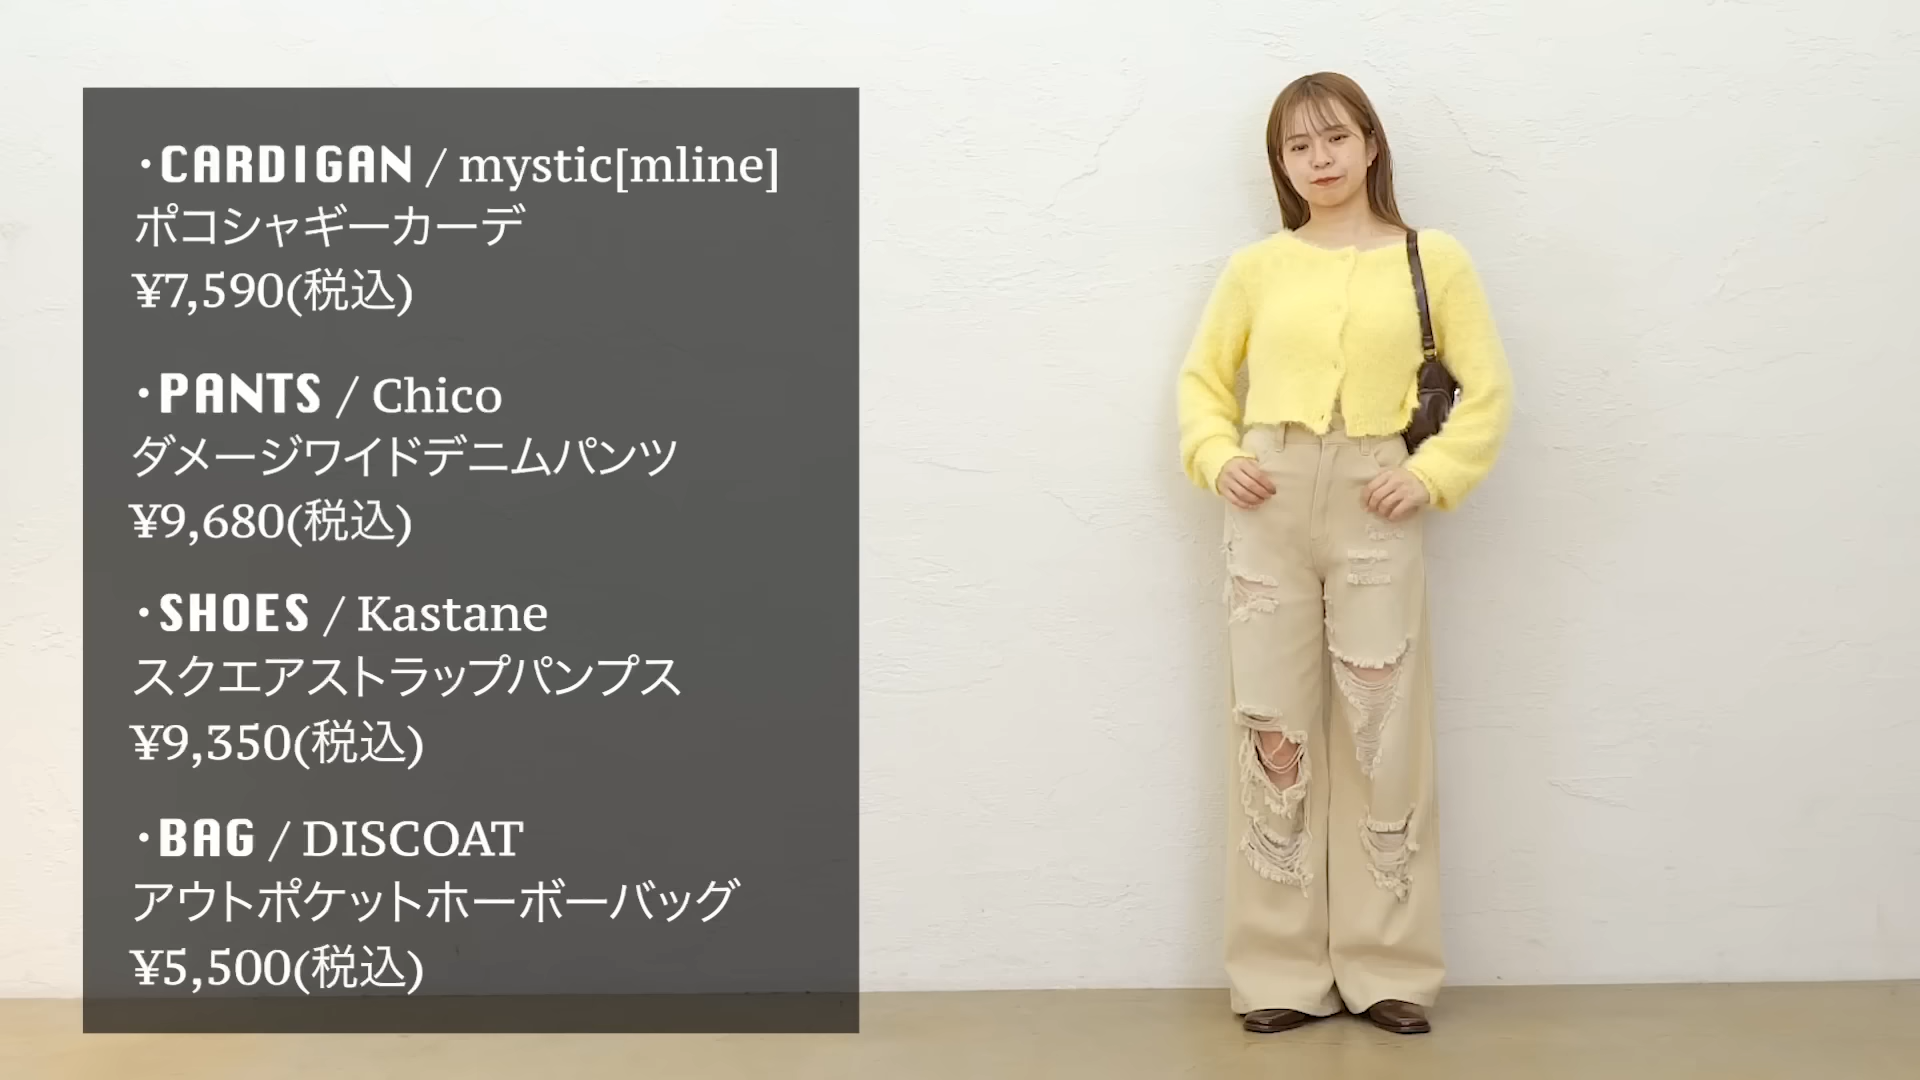 ・CARDIGAN / mystic[mline]
ポコシャギーカーデ
¥7,590(税込)
・PANTS / Chico
ダメージワイドデニムパンツ
¥9,680(税込)
・SHOES / Kastane
スクエアストラップパンプス
¥9,350(税込)
・BAG / DISCOAT
アウトポケットホーボーバッグ
¥5,500(税込)